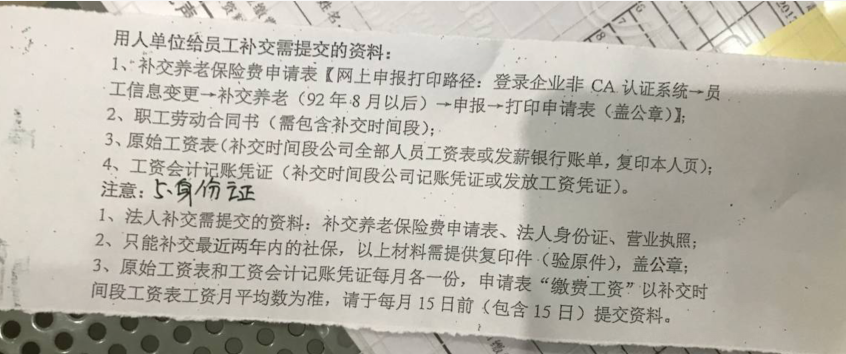 用人单位给员工补交需提交的资料：
1、补交养老保险费申请表【网上申报打印路径：登录企业非 CA 认证系统→员
工信息变更→补交养老（92 年 8 月以后）→申报→打印申请表（盖公章）】；
2、职工劳动合同书（需包含补交时间段）；
3、原始工资表（补交时间段公司全部人员工资表或发薪银行账单，复印本人页）；
4、工资会计记账凭证（补交时间段公司记账凭证或发放工资凭证）。
注意：5、身份证
1、法人补交需提交的资料：补交养老保险费申请表、法人身份证、营业执照；
2、只能补交最近两年内的社保，以上材料需提供复印件（验原件），盖公章；
3、原始工资表和工资会计记账凭证每月各一份，申请表“缴费工资”以补交时
间段工资表工资月平均数为准，请于每月 15 日前（包含 15 日）提交资料。